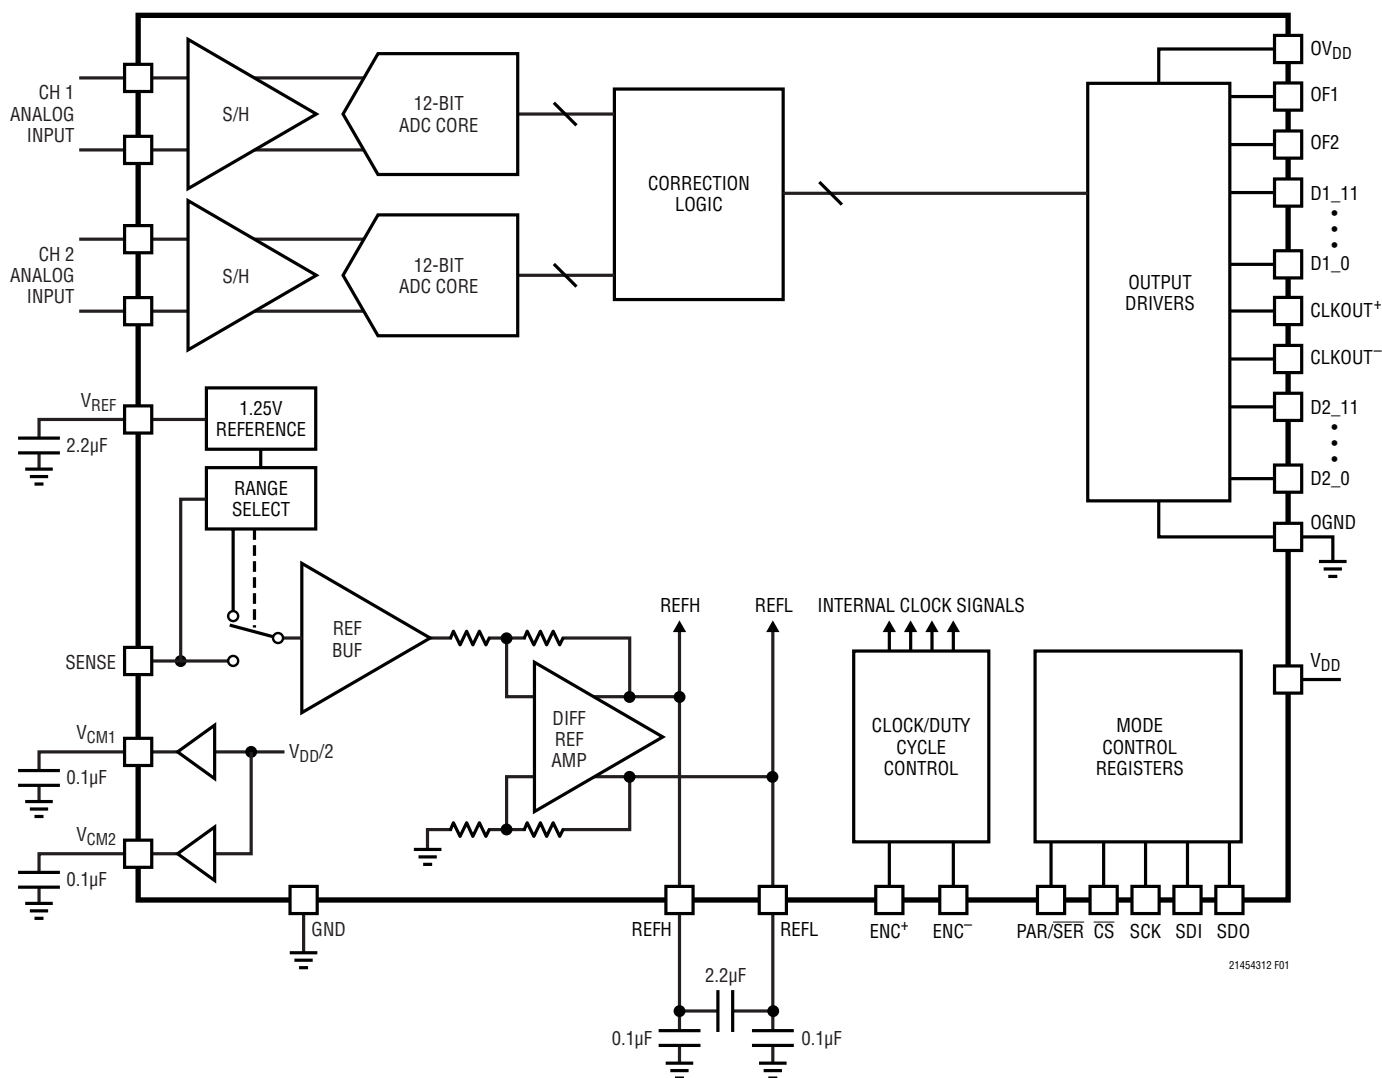 CH 1
ANALOG
INPUT
S/H
12-BIT
ADC CORE
CH 2
ANALOG
INPUT
S/H
12-BIT
ADC CORE
CORRECTION
LOGIC
OUTPUT
DRIVERS
OVDD
OF1
OF2
D1_11
D1_0
CLKOUT+
CLKOUT–
D2_11
D2_0
OGND
VDD
VREF
2.2µF
1.25V
REFERENCE
RANGE
SELECT
SENSE
REF
BUF
VCM1
0.1µF
VDD/2
VCM2
0.1µF
DIFF
REF
AMP
REFH
REFL
INTERNAL CLOCK SIGNALS
CLOCK/DUTY
CYCLE
CONTROL
MODE
CONTROL
REGISTERS
GND
REFH
REFL
ENC+
ENC–
PAR/SER
CS
SCK
SDI
SDO
21454312 F01
2.2µF
0.1µF
0.1µF